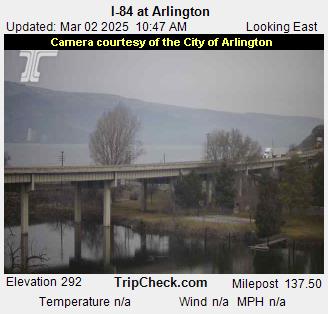 I-84 at Arlington
Updated: Mar 02 2025 10:47 AM Looking East
Camera courtesy of the City of Arlington
Elevation 292 TripCheck.com Milepost 137.50
Temperature n/a Wind n/a MPH n/a